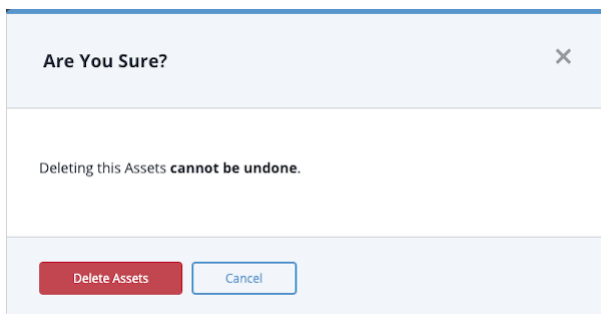 Are You Sure?
Deleting this Assets cannot be undone.
Delete Assets
Cancel